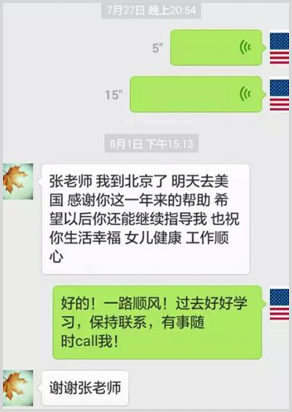 7月27日 晚上20:54
5"
15"
8月1日 下午15:13
张老师 我到北京了 明天去美
国 感谢你这一年来的帮助 希
望以后你还能继续指导我 也祝
你生活幸福 女儿健康 工作顺
心
好的！一路顺风！过去好好学
习，保持联系，有事随
时call我！
谢谢张老师